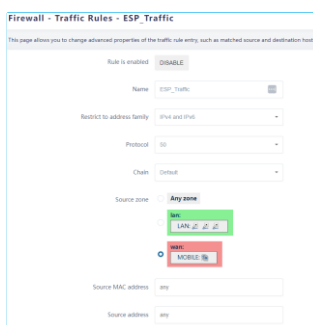 Firewall - Traffic Rules - ESP_Tr
This page allows you to change advanced properties of the traffic rule entry, such as matched source and destination host
Rule is enabled DISABLE
Name ESP_Traffic
Restrict to address family IPv4 and IPv6
Protocol 50
Chain Default
Source zone Any zone
lan:
LAN:
wan:
MOBILE:
Source MAC address any
Source address any